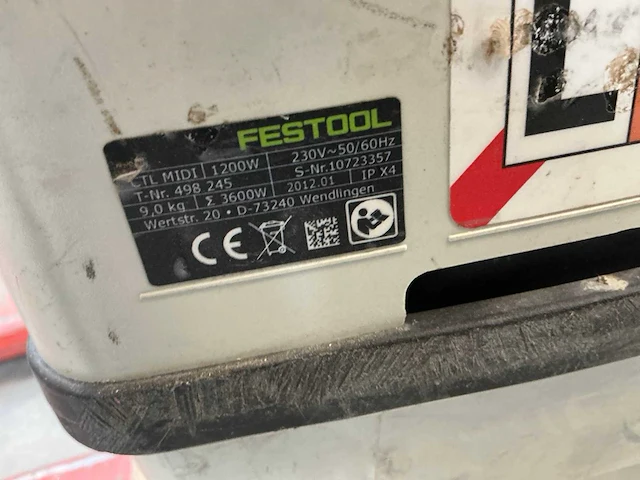 FESTOOL
CTL MIDI 1200W 230V~50/60Hz
T-Nr. 498 245 S-Nr.10723357
9,0 kg Σ 3600W 2012.01 IP X4
Wertstr. 20 • D-73240 Wendlingen
CE
L